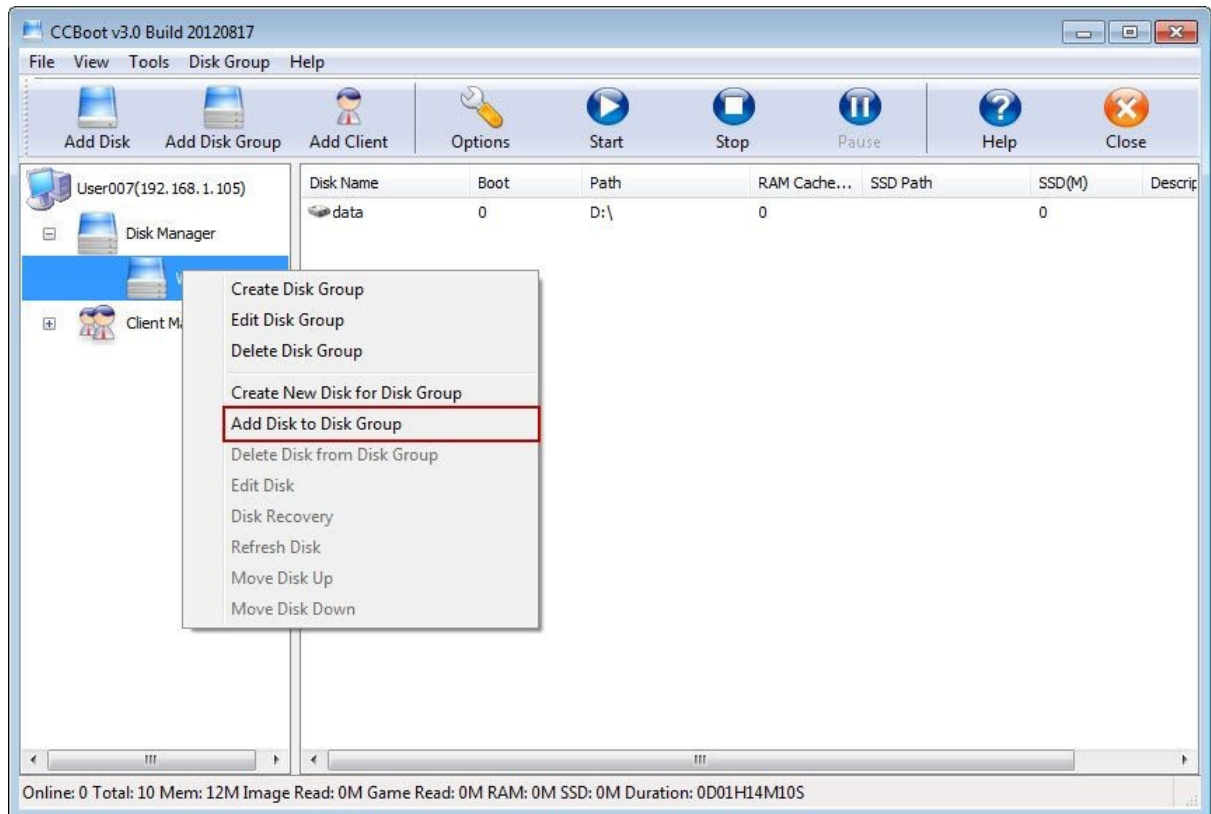 CCBoot v3.0 Build 20120817
File View Tools Disk Group Help
Add Disk Add Disk Group Add Client Options Start Stop Pause Help Close
User007(192.168.1.105)
Disk Manager
Client M
Disk Name Boot Path RAM Cache... SSD Path SSD(M) Descrip
data 0 D:\ 0 0
Create Disk Group
Edit Disk Group
Delete Disk Group
Create New Disk for Disk Group
Add Disk to Disk Group
Delete Disk from Disk Group
Edit Disk
Disk Recovery
Refresh Disk
Move Disk Up
Move Disk Down
Online: 0 Total: 10 Mem: 12M Image Read: 0M Game Read: 0M RAM: 0M SSD: 0M Duration: 0D01H14M10S